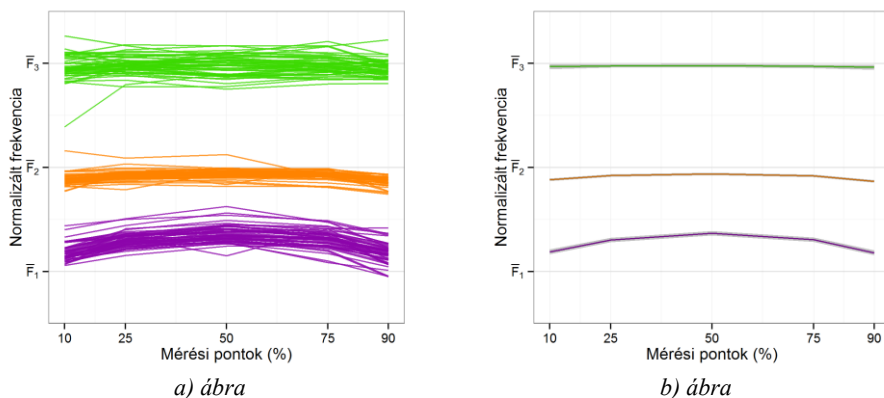 Normalizált frekvencia
F̿₃
F̿₂
F̿₁
10 25 50 75 90
Mérési pontok (%)
a) ábra
Normalizált frekvencia
F̿₃
F̿₂
F̿₁
10 25 50 75 90
Mérési pontok (%)
b) ábra